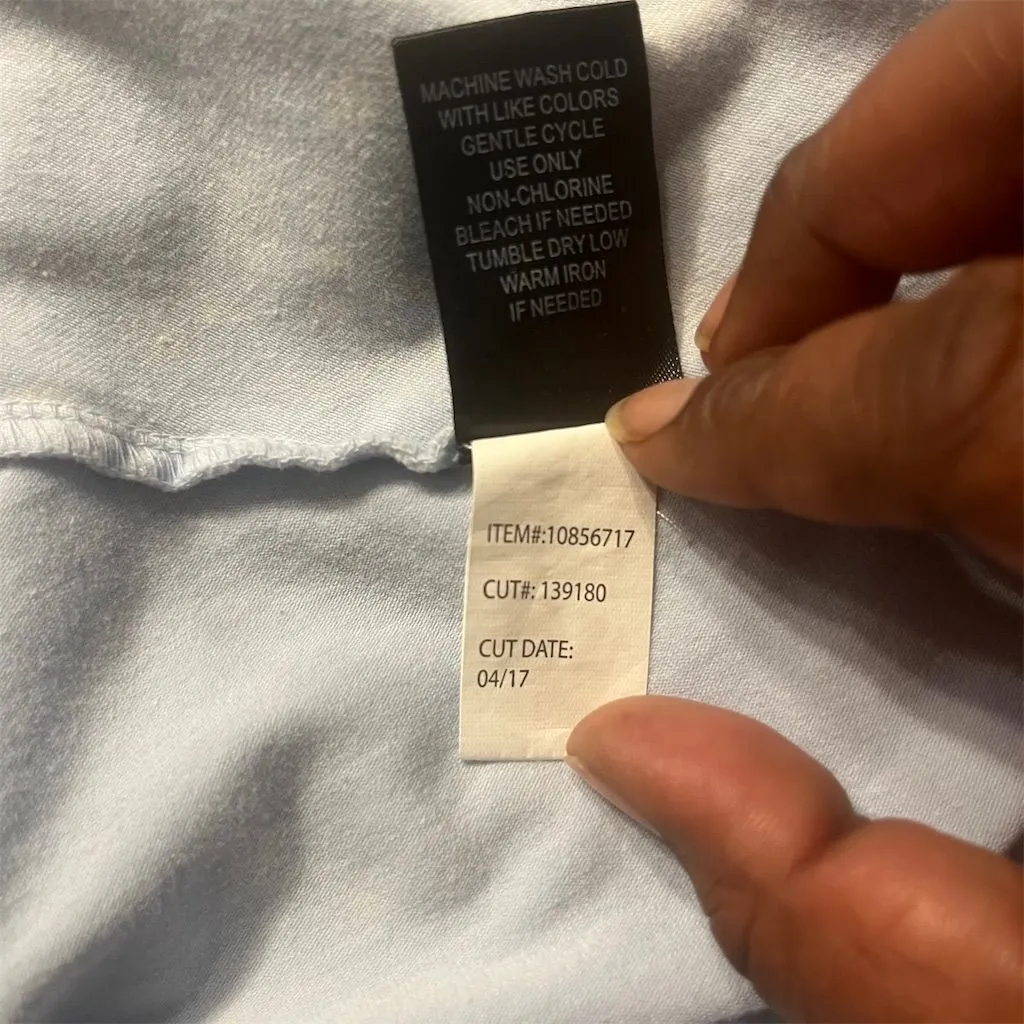 MACHINE WASH COLD
WITH LIKE COLORS
GENTLE CYCLE
USE ONLY
NON-CHLORINE
BLEACH IF NEEDED
TUMBLE DRY LOW
WARM IRON
IF NEEDED
ITEM#:10856717
CUT#: 139180
CUT DATE:
04/17